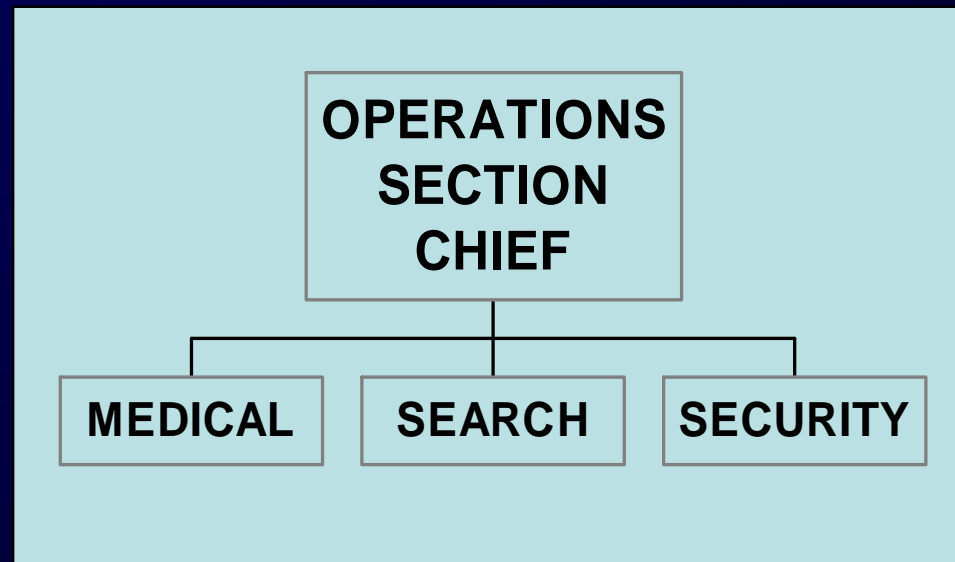 OPERATIONS
SECTION
CHIEF
MEDICAL
SEARCH
SECURITY